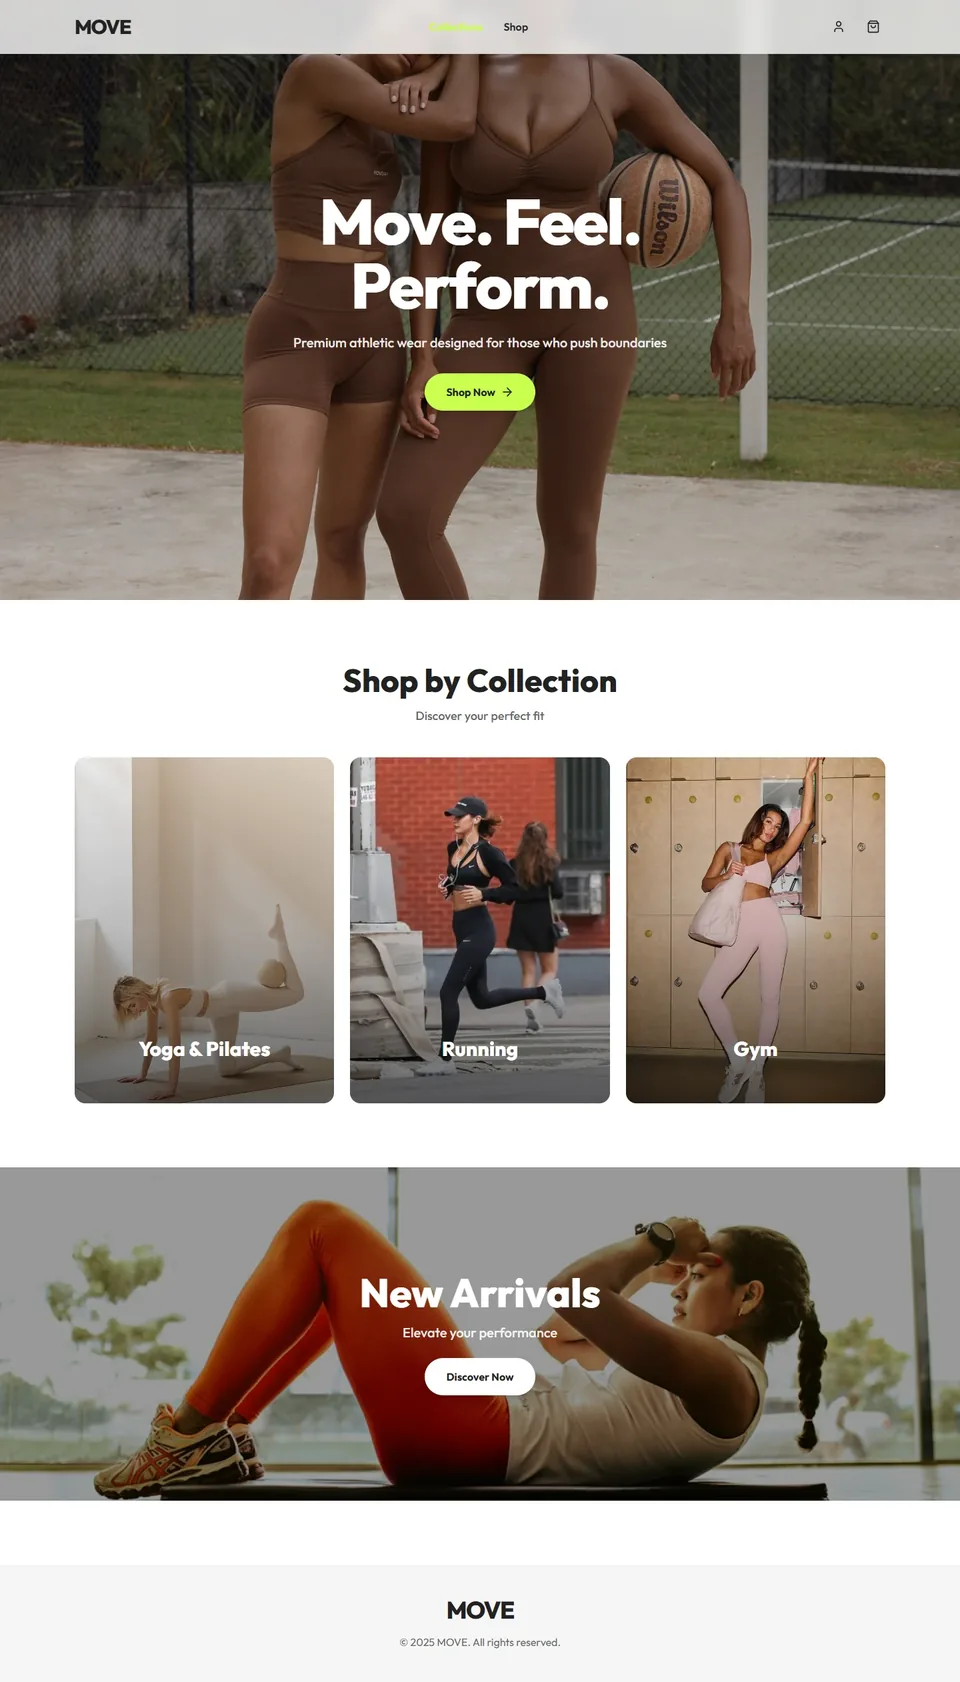 MOVE
Collections
Shop
Wilson
Move. Feel.
Perform.
Premium athletic wear designed for those who push boundaries
Shop Now
Shop by Collection
Discover your perfect fit
Yoga & Pilates
Running
Gym
New Arrivals
Elevate your performance
Discover Now
MOVE
© 2025 MOVE. All rights reserved.